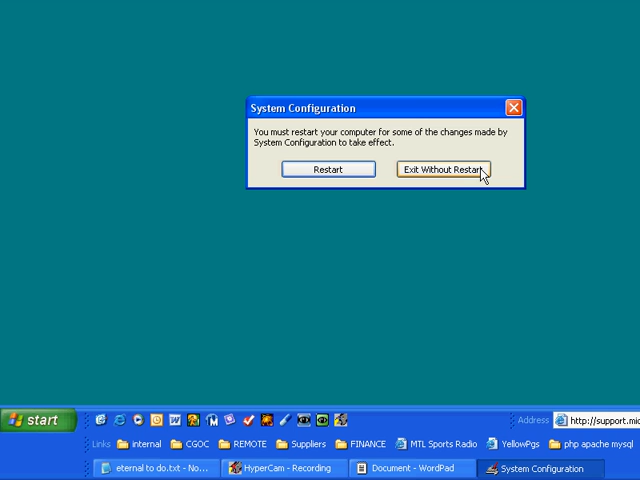 System Configuration
You must restart your computer for some of the changes made by
System Configuration to take effect.
Restart
Exit Without Restart
start
Address
http://support.mic
Links
internal
CGOC
REMOTE
Suppliers
FINANCE
MTL Sports Radio
YellowPgs
php apache mysql
eternal to do.txt - No...
HyperCam - Recording
Document - WordPad
System Configuration